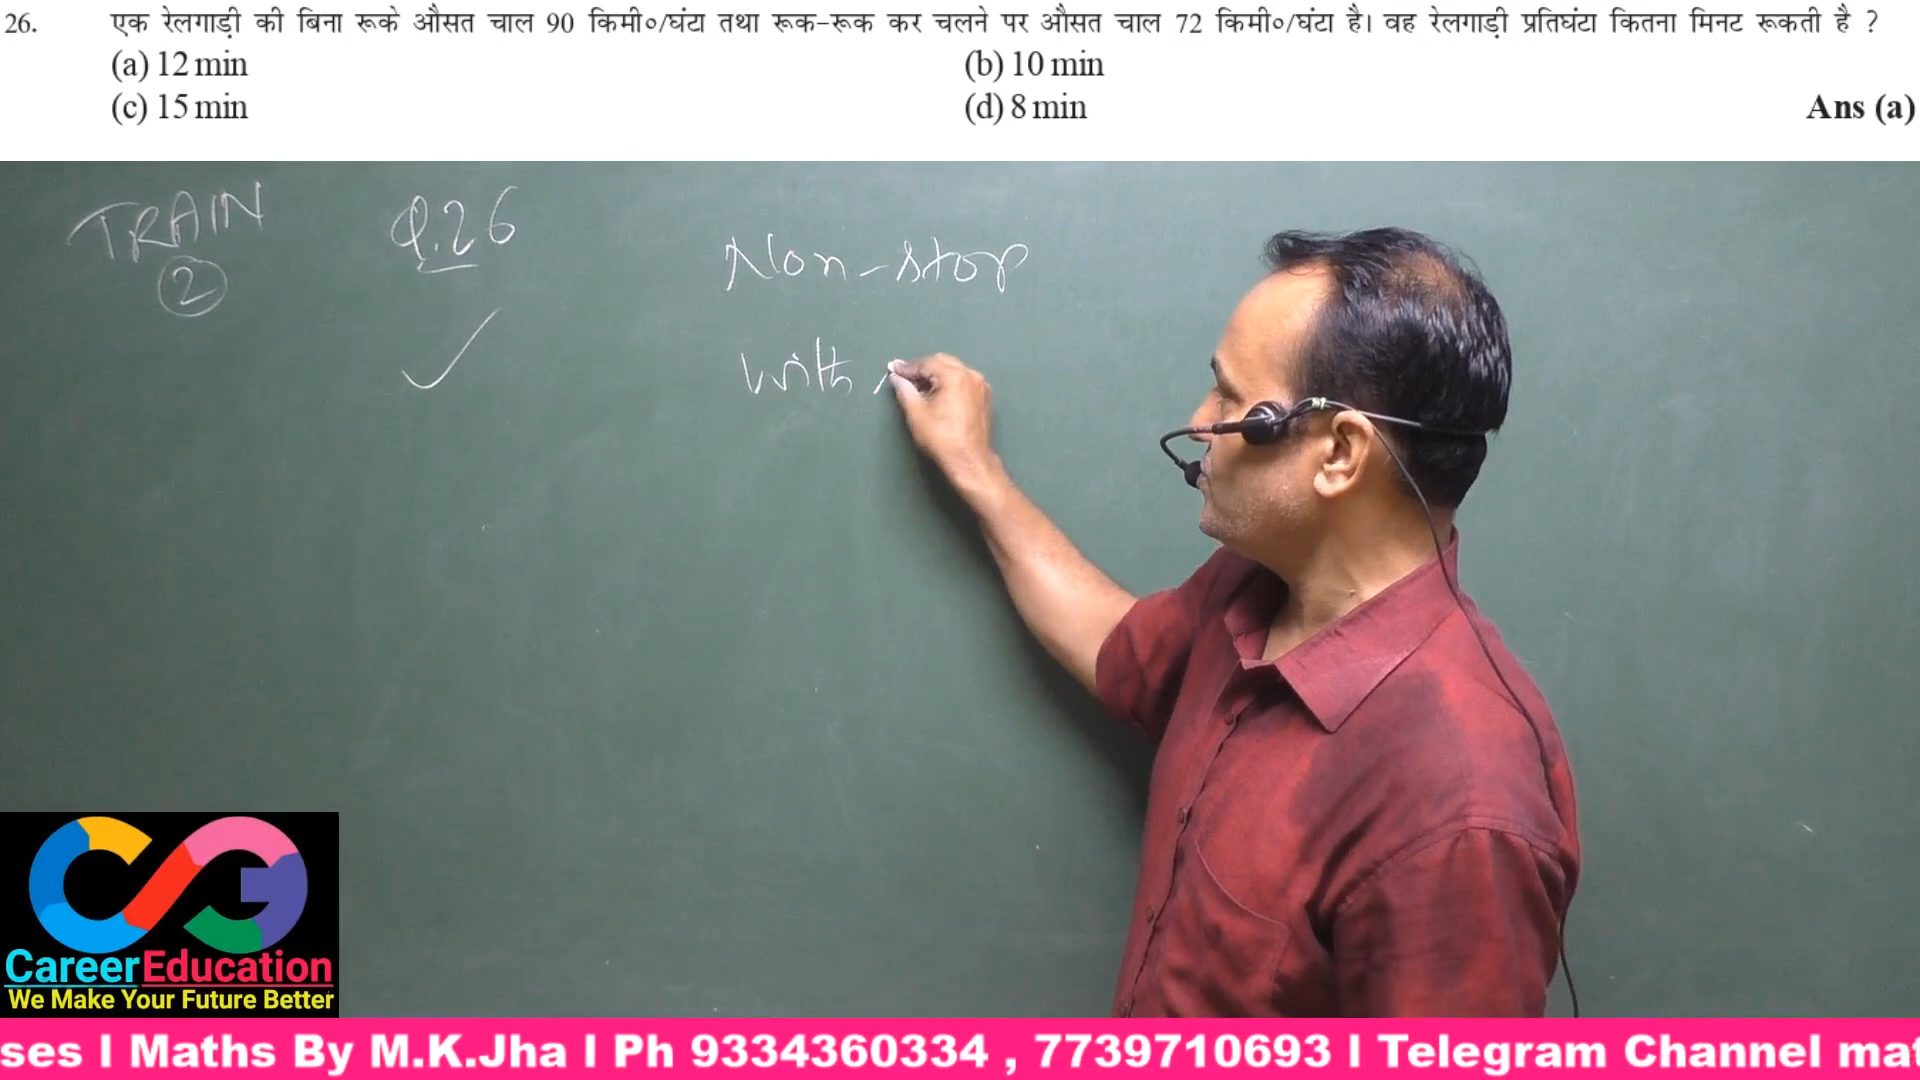 26. एक रेलगाड़ी की बिना रूके औसत चाल 90 किमी०/घंटा तथा रूक-रूक कर चलने पर औसत चाल 72 किमी०/घंटा है। वह रेलगाड़ी प्रतिघंटा कितना मिनट रूकती है ?
(a) 12 min (b) 10 min
(c) 15 min (d) 8 min Ans (a)
TRAIN Q.26 Non-stop
2
With
CareerEducation
We Make Your Future Better
ses I Maths By M.K.Jha I Ph 9334360334 , 7739710693 I Telegram Channel mat